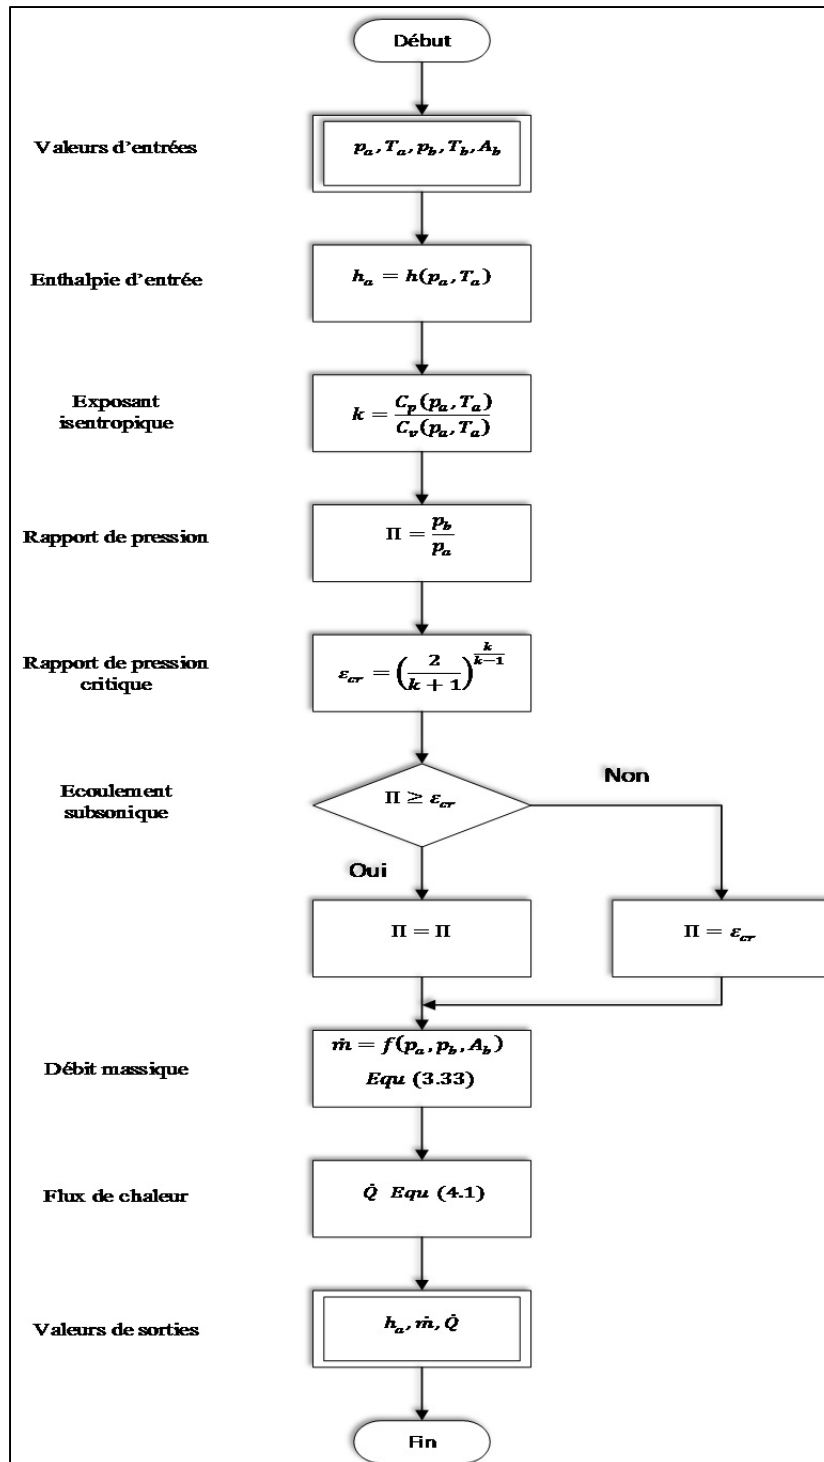 Début
Valeurs d'entrées
p_a, T_a, p_b, T_b, A_b
Enthalpie d'entrée
h_a = h(p_a, T_a)
Exposant
isentropique
k = C_p(p_a, T_a) / C_v(p_a, T_a)
Rapport de pression
Π = p_b / p_a
Rapport de pression
critique
ε_cr = (2 / (k + 1))^(k / (k−1))
Ecoulement
subsonique
Π ≥ ε_cr
Non
Oui
Π = Π
Π = ε_cr
Débit massique
ṁ = f(p_a, p_b, A_b)
Equ (3.33)
Flux de chaleur
Q̇ Equ (4.1)
Valeurs de sorties
h_a, ṁ, Q̇
Fin